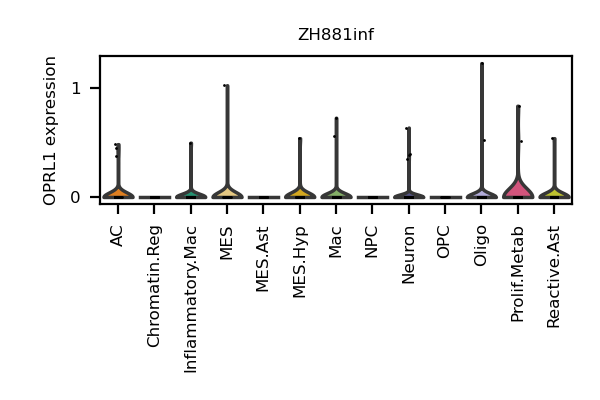 ZH881inf
OPRL1 expression
1
0
AC
Chromatin.Reg
Inflammatory.Mac
MES
MES.Ast
MES.Hyp
Mac
NPC
Neuron
OPC
Oligo
Prolif.Metab
Reactive.Ast